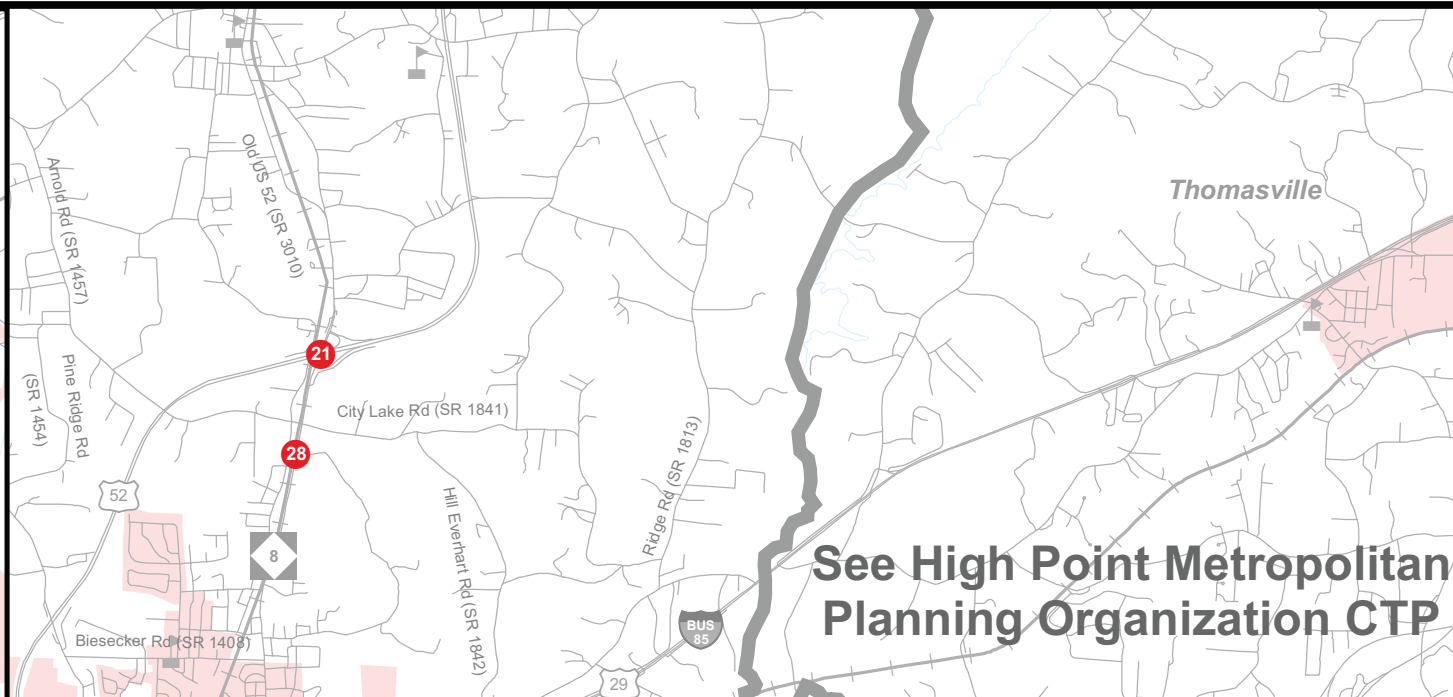 Old US 52 (SR 3010)
Arnold Rd (SR 1457)
Thomasville
21
Pine Ridge Rd
(SR 1454)
City Lake Rd (SR 1841)
28
Ridge Rd (SR 1813)
52
Hill Everhart Rd (SR 1842)
8
See High Point Metropolitan
Planning Organization CTP
BUS
85
Biesecker Rd (SR 1408)
29